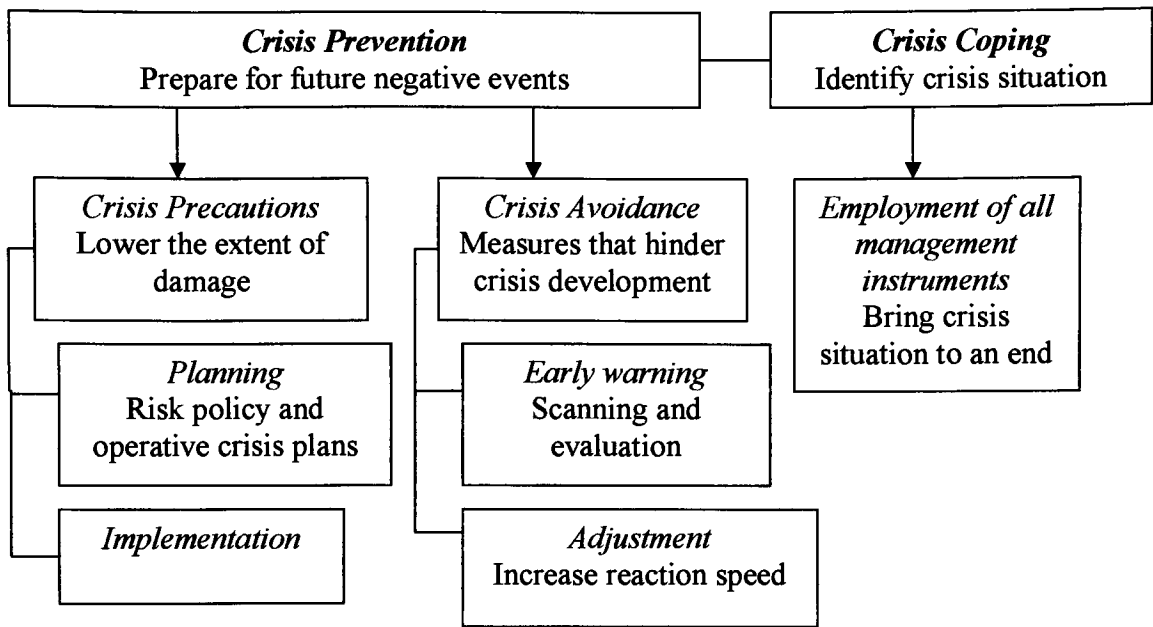 Crisis Prevention
Prepare for future negative events
Crisis Coping
Identify crisis situation
Crisis Precautions
Lower the extent of
damage
Crisis Avoidance
Measures that hinder
crisis development
Employment of all
management
instruments
Bring crisis
situation to an end
Planning
Risk policy and
operative crisis plans
Early warning
Scanning and
evaluation
Implementation
Adjustment
Increase reaction speed